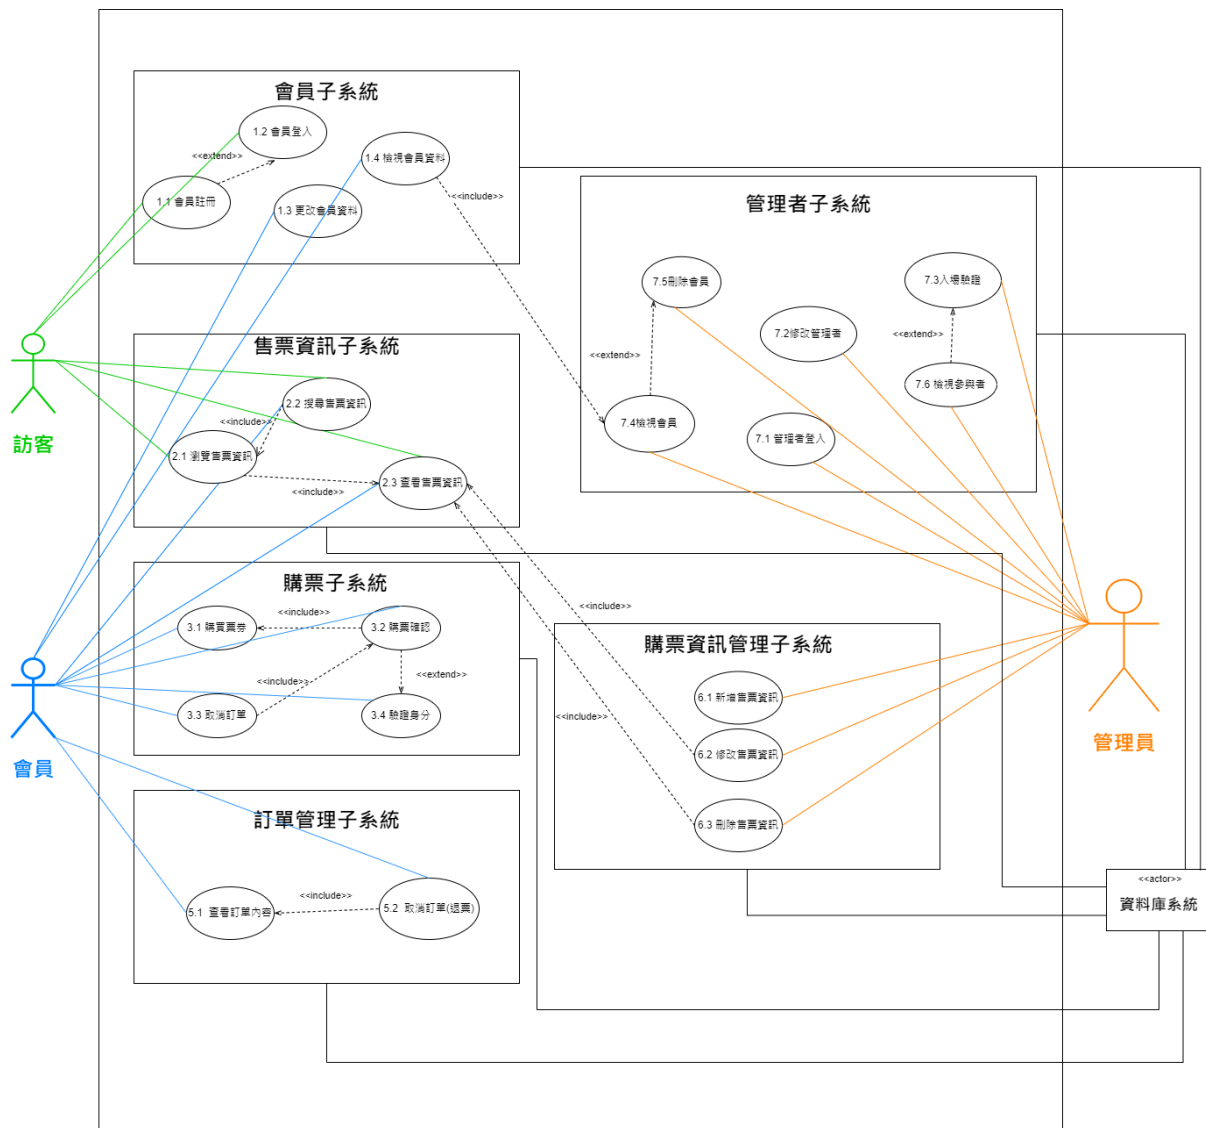 會員子系統
1.2 會員登入
<<extend>>
1.4 檢視會員資料
1.1 會員註冊
1.3 更改會員資料
<<include>>
管理者子系統
7.5刪除會員
7.3入場驗證
7.2修改管理者
<<extend>>
<<extend>>
7.6 檢視參與者
7.4檢視會員
7.1 管理者登入
訪客
售票資訊子系統
2.2 搜尋售票資訊
<<include>>
2.1 瀏覽售票資訊
2.3 查看售票資訊
<<include>>
購票子系統
3.1 購買票券
<<include>>
3.2 購票確認
<<include>>
<<extend>>
3.3 取消訂單
3.4 驗證身分
會員
<<include>>
<<include>>
購票資訊管理子系統
6.1 新增售票資訊
6.2 修改售票資訊
6.3 刪除售票資訊
管理員
訂單管理子系統
5.1 查看訂單內容
<<include>>
5.2 取消訂單(退票)
<<actor>>
資料庫系統